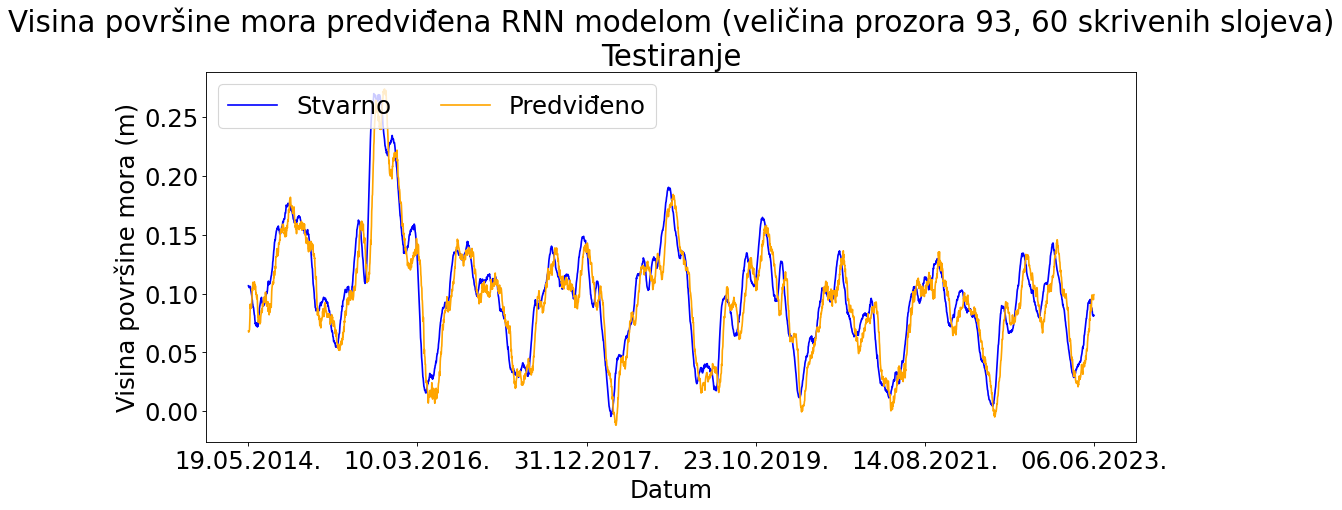 Visina površine mora predviđena RNN modelom (veličina prozora 93, 60 skrivenih slojeva)
Testiranje
Stvarno
Predviđeno
Visina površine mora (m)
0.25
0.20
0.15
0.10
0.05
0.00
19.05.2014. 10.03.2016. 31.12.2017. 23.10.2019. 14.08.2021. 06.06.2023.
Datum